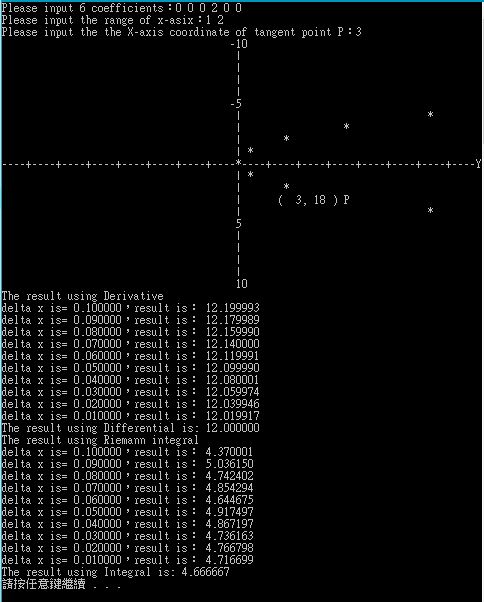 Please input 6 coefficients：0 0 0 2 0 0
Please input the range of x-asix：1 2
Please input the the X-axis coordinate of tangent point P：3
-10
-5
Y
( 3, 18 ) P
5
10
The result using Derivative
delta x is= 0.100000，result is： 12.199993
delta x is= 0.090000，result is： 12.179989
delta x is= 0.080000，result is： 12.159990
delta x is= 0.070000，result is： 12.140000
delta x is= 0.060000，result is： 12.119991
delta x is= 0.050000，result is： 12.099990
delta x is= 0.040000，result is： 12.080001
delta x is= 0.030000，result is： 12.059974
delta x is= 0.020000，result is： 12.039946
delta x is= 0.010000，result is： 12.019917
The result using Differential is: 12.000000
The result using Riemann integral
delta x is= 0.100000，result is： 4.370001
delta x is= 0.090000，result is： 5.036150
delta x is= 0.080000，result is： 4.742402
delta x is= 0.070000，result is： 4.854294
delta x is= 0.060000，result is： 4.644675
delta x is= 0.050000，result is： 4.917497
delta x is= 0.040000，result is： 4.867197
delta x is= 0.030000，result is： 4.736163
delta x is= 0.020000，result is： 4.766798
delta x is= 0.010000，result is： 4.716699
The result using Integral is: 4.666667
請按任意鍵繼續 . . .